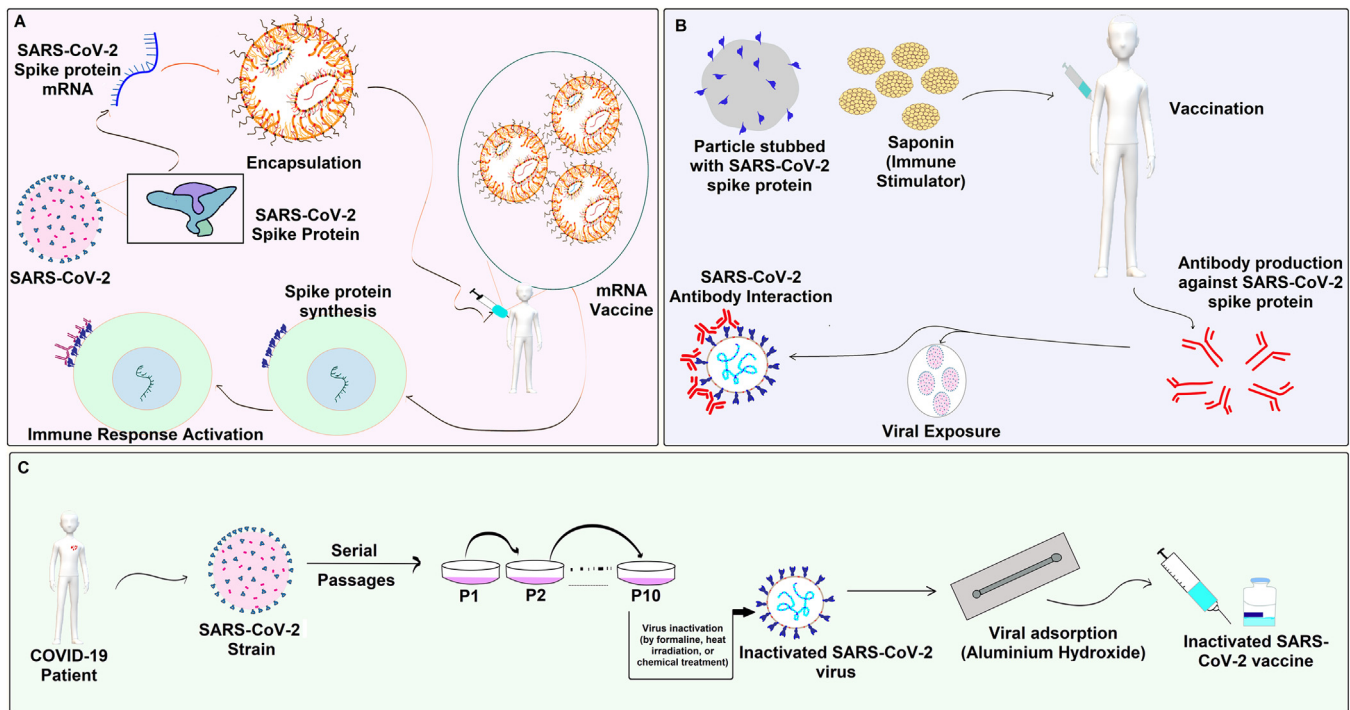 A
SARS-CoV-2
Spike protein
mRNA
Encapsulation
SARS-CoV-2
Spike Protein
SARS-CoV-2
mRNA
Vaccine
Spike protein
synthesis
Immune Response Activation
B
Particle stubbed
with SARS-CoV-2
spike protein
Saponin
(Immune
Stimulator)
Vaccination
Antibody production
against SARS-CoV-2
spike protein
SARS-CoV-2
Antibody Interaction
Viral Exposure
C
COVID-19
Patient
SARS-CoV-2
Strain
Serial
Passages
P1
P2
P10
Virus inactivation
(by formaline, heat
irradiation, or
chemical treatment)
Inactivated SARS-CoV-2
virus
Viral adsorption
(Aluminium Hydroxide)
Inactivated SARS-
CoV-2 vaccine